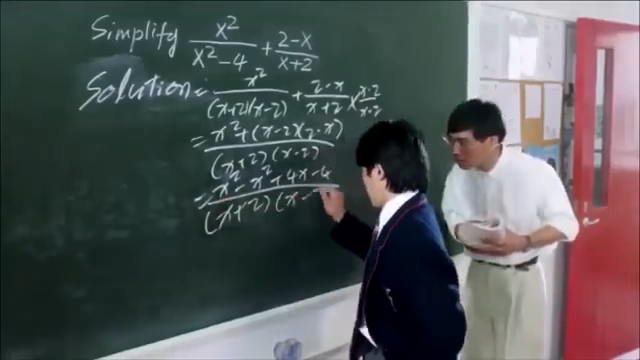 Simplify x²/(x²-4) + (2-x)/(x+2)
Solution: x²/((x+2)(x-2)) + (2-x)/(x+2) × (x-2)/(x-2)
= (x²+(x-2)(2-x))/((x+2)(x-2))
= (x²-x²+4x-4)/((x+2)(x-